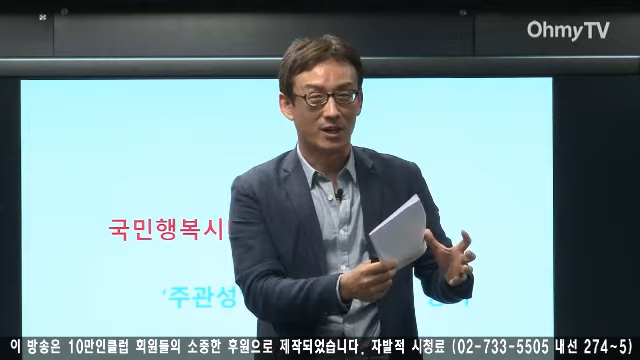 OhmyTV
국민행복시
'주관성
이 방송은 10만인클럽 회원들의 소중한 후원으로 제작되었습니다. 자발적 시청료 (02-733-5505 내선 274~5)